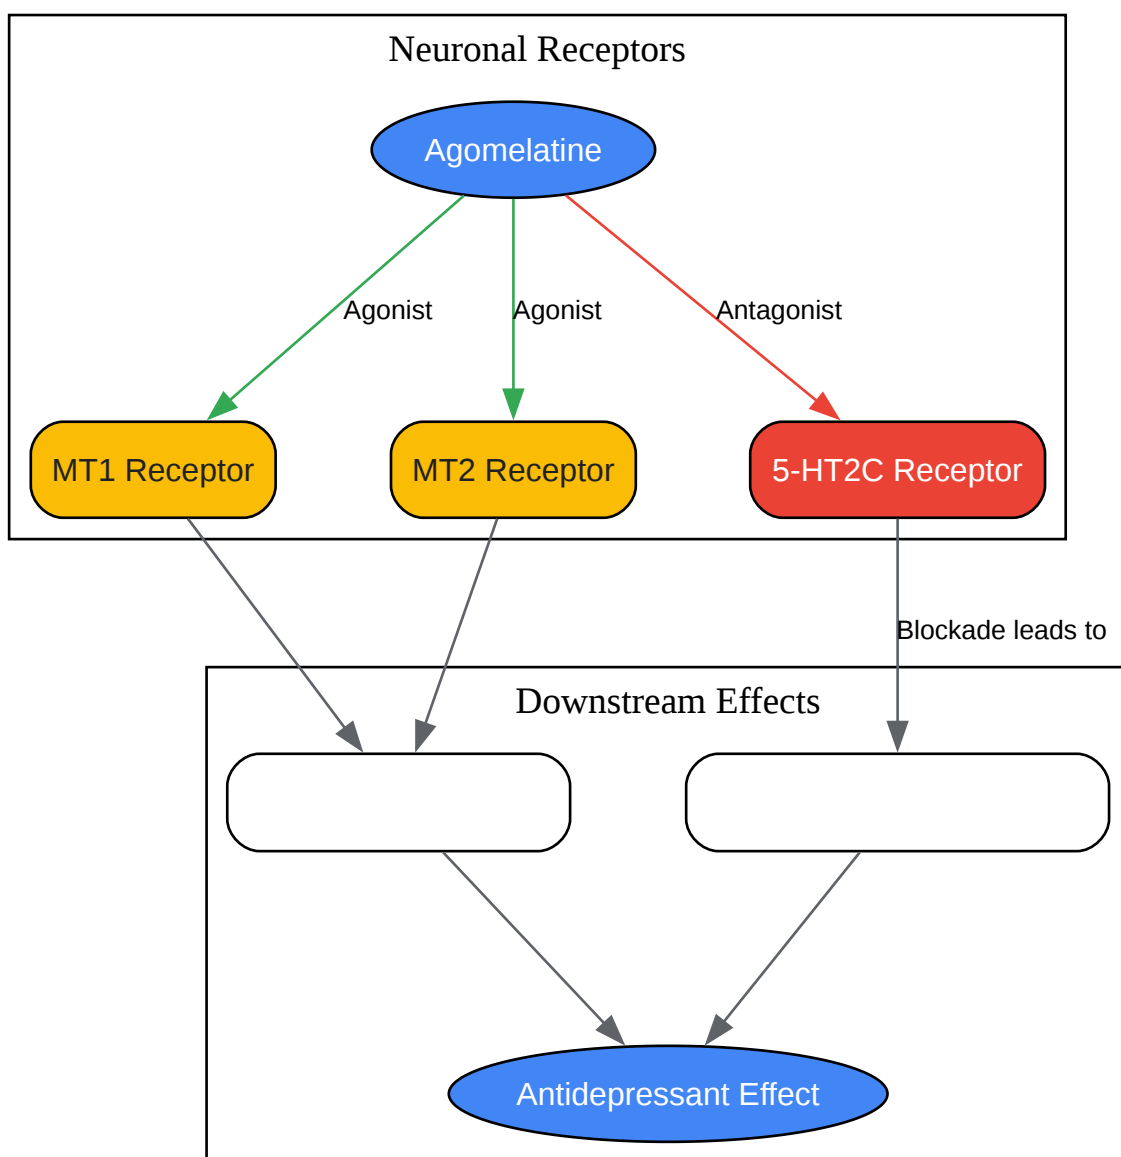 Neuronal Receptors
Agomelatine
Agonist
Agonist
Antagonist
MT1 Receptor
MT2 Receptor
5-HT2C Receptor
Blockade leads to
Downstream Effects
Antidepressant Effect